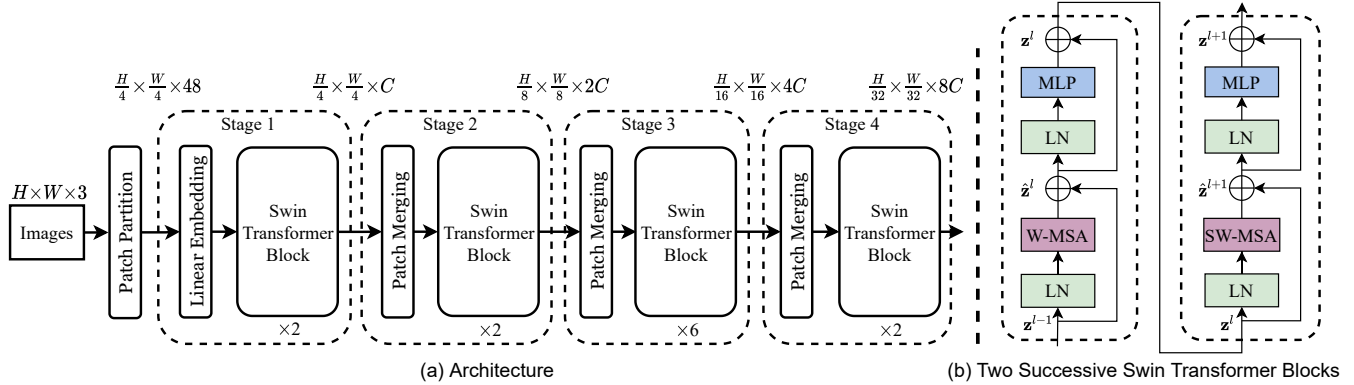 H/4 × W/4 × 48
H/4 × W/4 × C
H/8 × W/8 × 2C
H/16 × W/16 × 4C
H/32 × W/32 × 8C
Stage 1
Stage 2
Stage 3
Stage 4
H×W×3
Images
Patch Partition
Linear Embedding
Swin
Transformer
Block
×2
Patch Merging
Swin
Transformer
Block
×2
Patch Merging
Swin
Transformer
Block
×6
Patch Merging
Swin
Transformer
Block
×2
(a) Architecture
z^l
MLP
LN
ẑ^l
W-MSA
LN
z^{l-1}
z^{l+1}
MLP
LN
ẑ^{l+1}
SW-MSA
LN
z^l
(b) Two Successive Swin Transformer Blocks